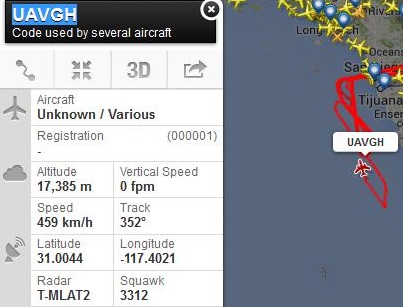 UAVGH
Code used by several aircraft
3D
Aircraft
Unknown / Various
Registration (000001)
-
Altitude Vertical Speed
17,385 m 0 fpm
Speed Track
459 km/h 352°
Latitude Longitude
31.0044 -117.4021
Radar Squawk
T-MLAT2 3312
Rivers
Long Beach
Oceans
San Diego
Tijuana
Ensen
UAVGH